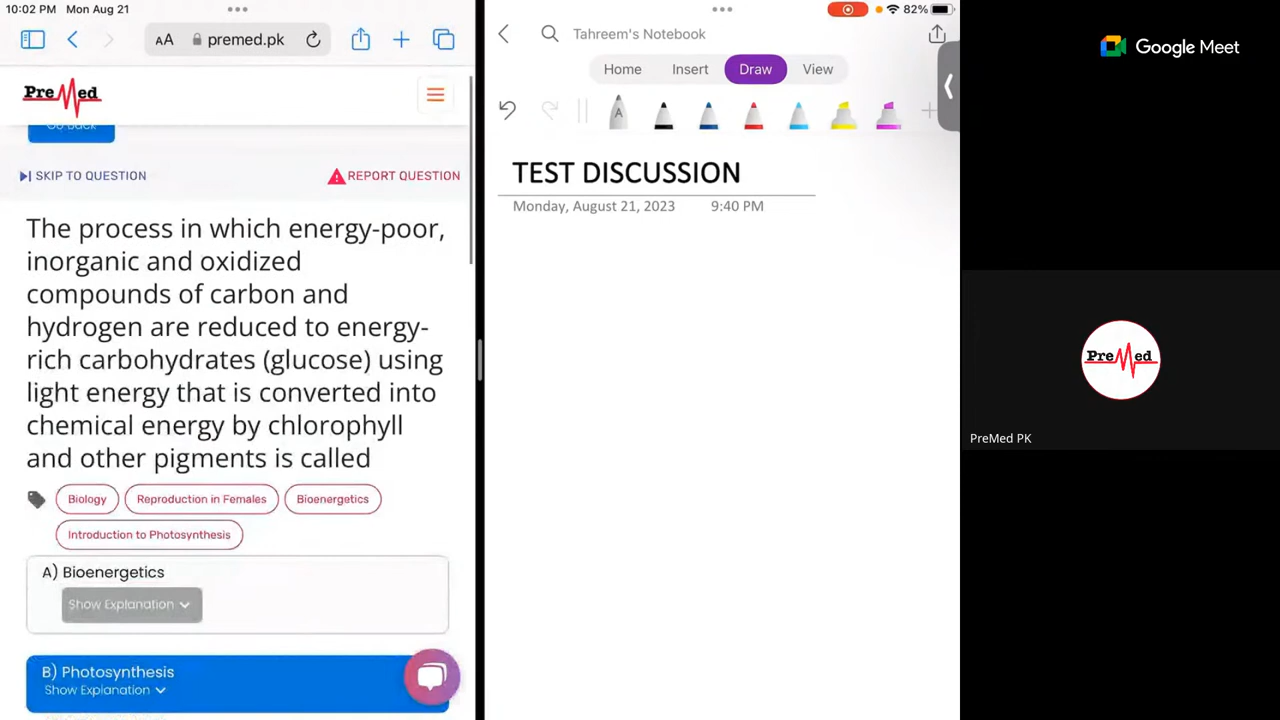 10:02 PM Mon Aug 21
82%
AA premed.pk
PreMed
SKIP TO QUESTION
REPORT QUESTION
The process in which energy-poor,
inorganic and oxidized
compounds of carbon and
hydrogen are reduced to energy-
rich carbohydrates (glucose) using
light energy that is converted into
chemical energy by chlorophyll
and other pigments is called
Biology
Reproduction in Females
Bioenergetics
Introduction to Photosynthesis
A) Bioenergetics
Show Explanation
B) Photosynthesis
Show Explanation
Tahreem's Notebook
Home
Insert
Draw
View
A
TEST DISCUSSION
Monday, August 21, 2023 9:40 PM
Google Meet
PreMed
PreMed PK